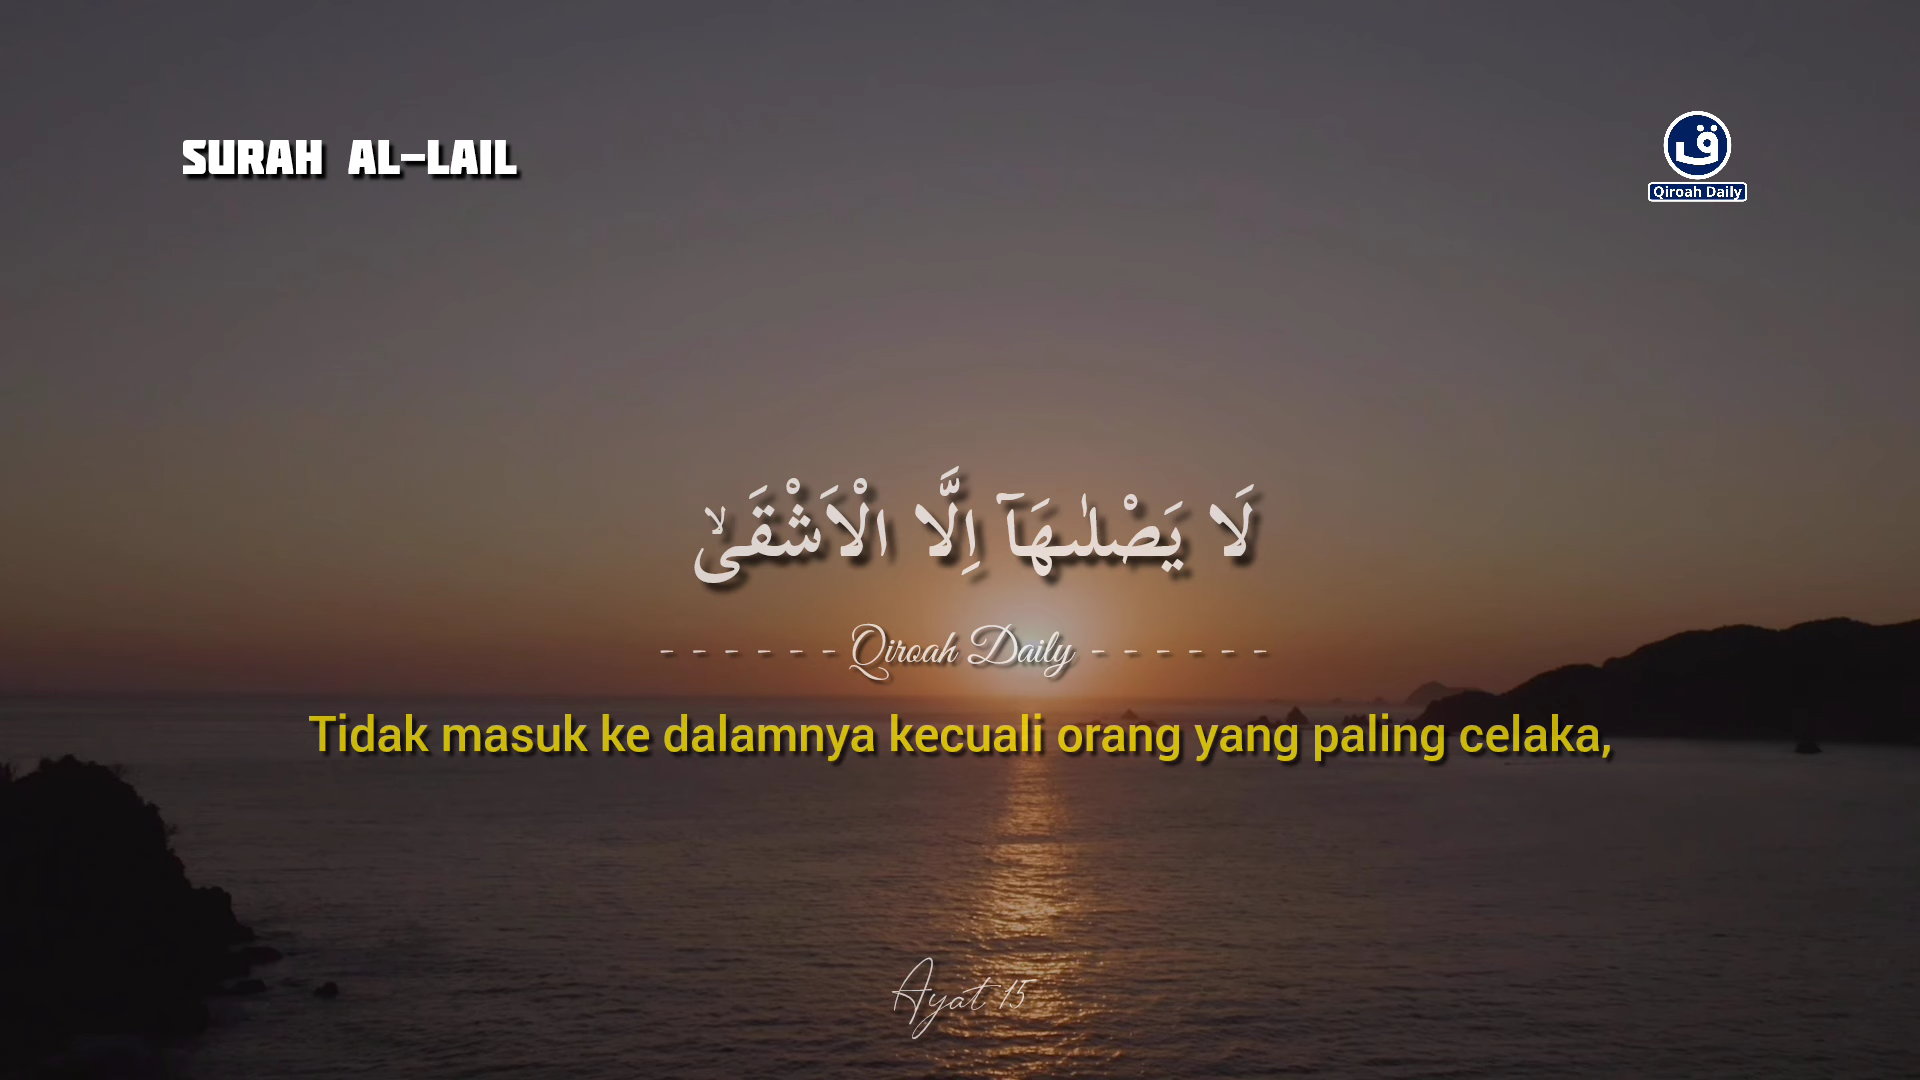 SURAH AL-LAIL
ق
Qiroah Daily
لَا يَصْلٰىهَآ اِلَّا الْاَشْقَىۙ
- - - - - - Qiroah Daily - - - - - -
Tidak masuk ke dalamnya kecuali orang yang paling celaka,
Ayat 15